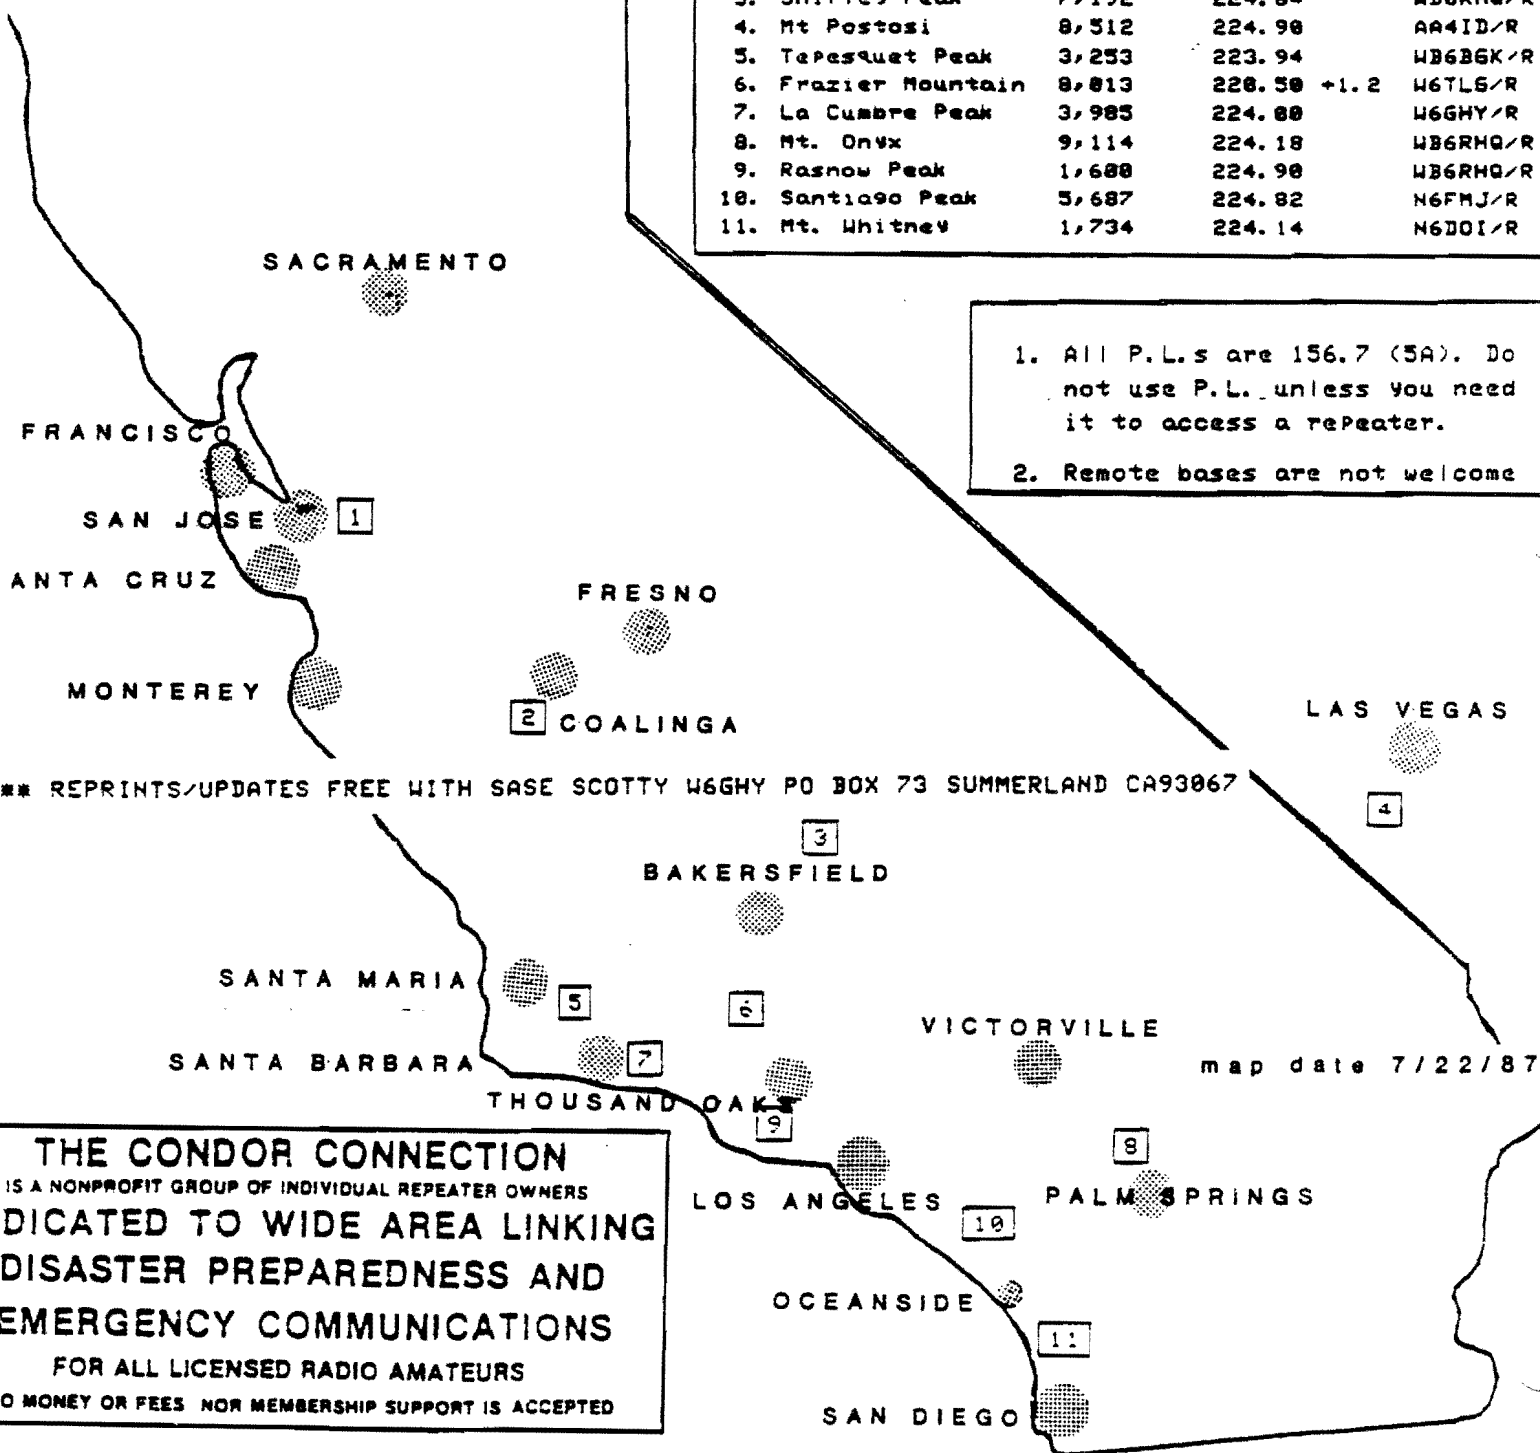 4. Mt Postosi 8,512 224.90 AA4ID/R
5. Tepesquet Peak 3,253 223.94 WB6BGK/R
6. Frazier Mountain 8,013 220.50 +1.2 W6TLG/R
7. La Cumbre Peak 3,985 224.00 W6GHY/R
8. Mt. Onyx 9,114 224.18 WB6RHQ/R
9. Rasnow Peak 1,600 224.90 WB6RHQ/R
10. Santiago Peak 5,687 224.82 N6FMJ/R
11. Mt. Whitney 1,734 224.14 N6DOI/R
1. All P.L.s are 156.7 (5A). Do
not use P.L. unless you need
it to access a repeater.
2. Remote bases are not welcome
SACRAMENTO
FRANCISCO
SAN JOSE
1
ANTA CRUZ
FRESNO
MONTEREY
2
COALINGA
LAS VEGAS
** REPRINTS/UPDATES FREE WITH SASE SCOTTY W6GHY PO BOX 73 SUMMERLAND CA93067
4
3
BAKERSFIELD
SANTA MARIA
5
6
VICTORVILLE
SANTA BARBARA
7
map date 7/22/87
THOUSAND OAKS
9
8
LOS ANGELES
PALM SPRINGS
10
OCEANSIDE
11
SAN DIEGO
THE CONDOR CONNECTION
IS A NONPROFIT GROUP OF INDIVIDUAL REPEATER OWNERS
DICATED TO WIDE AREA LINKING
DISASTER PREPAREDNESS AND
EMERGENCY COMMUNICATIONS
FOR ALL LICENSED RADIO AMATEURS
O MONEY OR FEES NOR MEMBERSHIP SUPPORT IS ACCEPTED